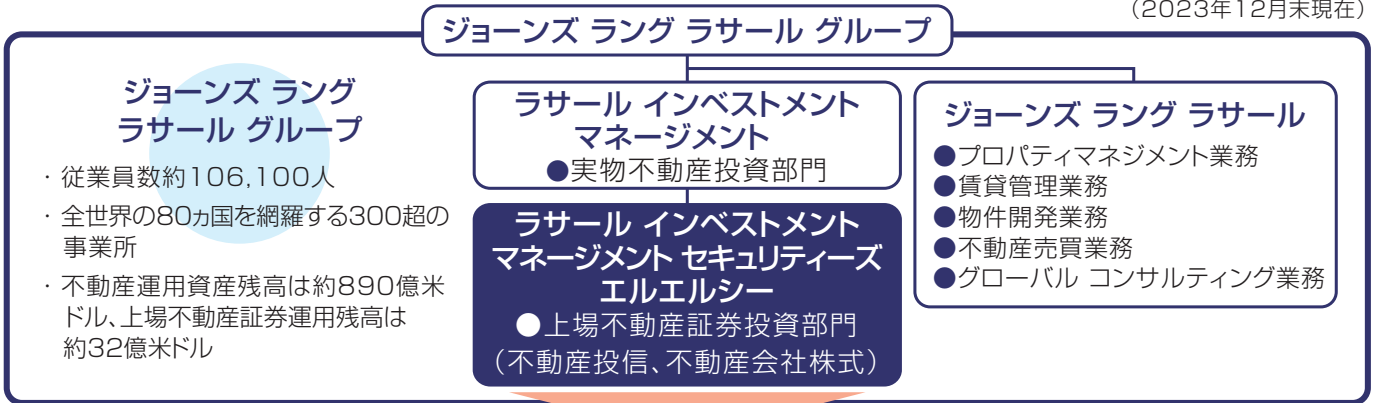 (2023年12月末現在)
ジョーンズ ラング ラサール グループ
ジョーンズ ラング
ラサール グループ
・従業員数約106,100人
・全世界の80ヵ国を網羅する300超の
事業所
・不動産運用資産残高は約890億米
ドル、上場不動産証券運用残高は
約32億米ドル
ラサール インベストメント
マネージメント
●実物不動産投資部門
ラサール インベストメント
マネージメント セキュリティーズ
エルエルシー
●上場不動産証券投資部門
(不動産投信、不動産会社株式)
ジョーンズ ラング ラサール
●プロパティマネジメント業務
●賃貸管理業務
●物件開発業務
●不動産売買業務
●グローバル コンサルティング業務